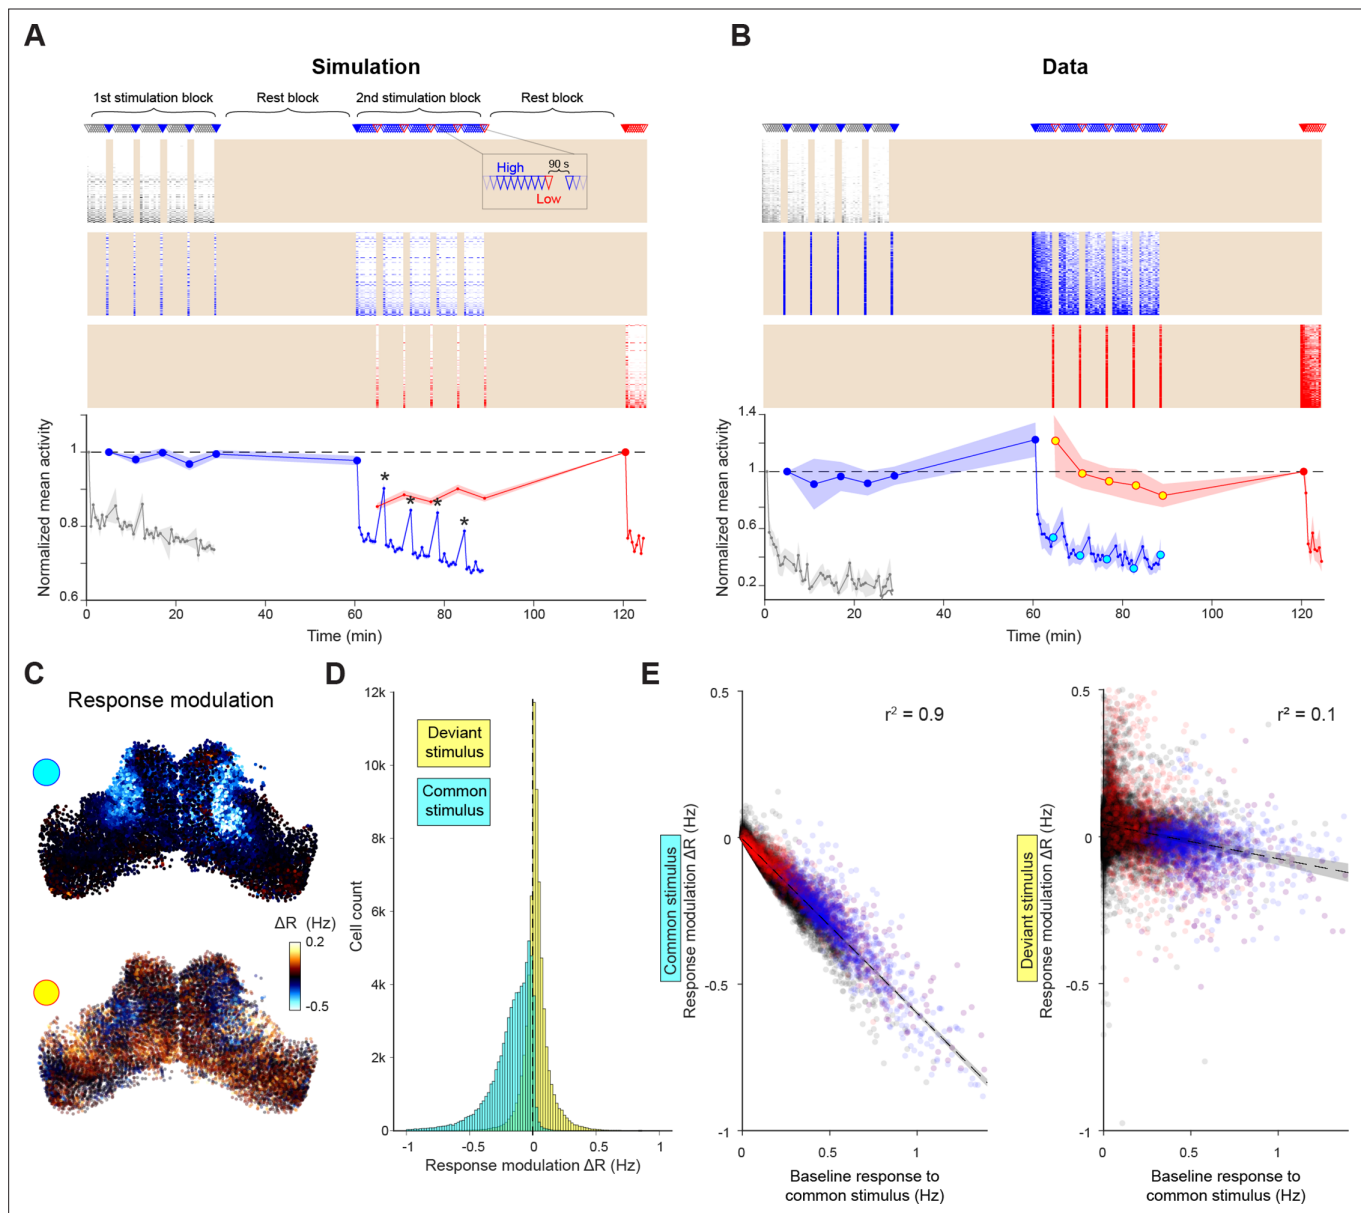 A
Simulation
1st stimulation block
Rest block
2nd stimulation block
Rest block
High
90 s
Low
Normalized mean activity
1
0.8
0.6
* * * *
0 20 40 60 80 100 120
Time (min)
B
Data
Normalized mean activity
1.4
1
0.6
0.2
0 20 40 60 80 100 120
Time (min)
C
Response modulation
ΔR (Hz)
0.2
-0.5
D
Deviant
stimulus
Common
stimulus
Cell count
12k
10k
8k
6k
4k
2k
0
-1 -0.5 0 0.5 1
Response modulation ΔR (Hz)
E
r² = 0.9
Common stimulus
Response modulation ΔR (Hz)
0.5
0
-0.5
-1
0 0.5 1
Baseline response to
common stimulus (Hz)
r² = 0.1
Deviant stimulus
Response modulation ΔR (Hz)
0.5
0
-0.5
-1
0 0.5 1
Baseline response to
common stimulus (Hz)